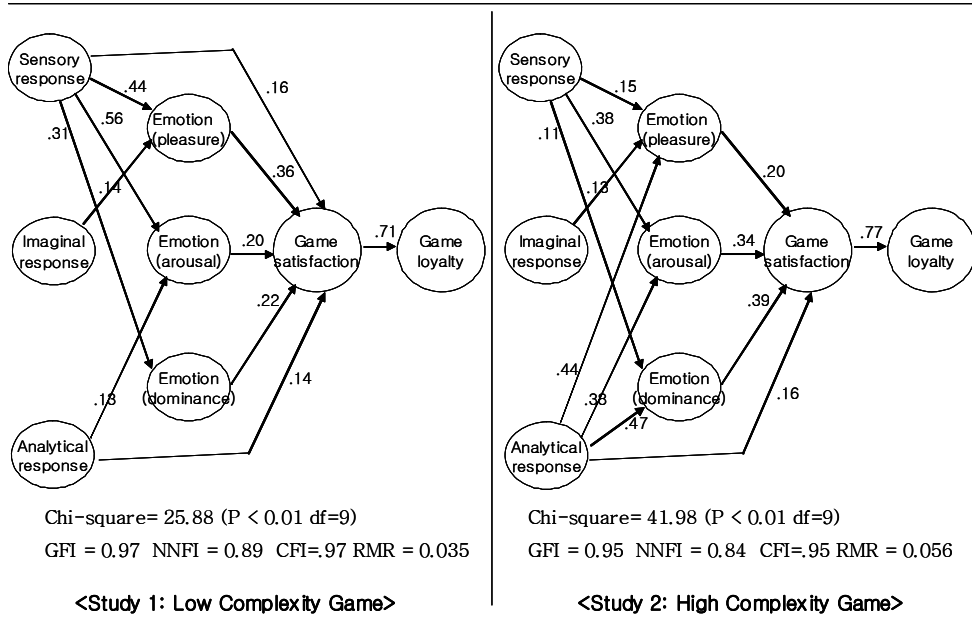 Sensory
response
.16
.44
.56
.31
Emotion
(pleasure)
.14
.36
Imaginal
response
Emotion
(arousal)
.20
Game
satisfaction
.71
Game
loyalty
.22
Emotion
(dominance)
.14
.13
Analytical
response
Chi-square= 25.88 (P < 0.01 df=9)
GFI = 0.97 NNFI = 0.89 CFI=.97 RMR = 0.035
<Study 1: Low Complexity Game>
Sensory
response
.15
.38
.11
Emotion
(pleasure)
.13
.20
Imaginal
response
Emotion
(arousal)
.34
Game
satisfaction
.77
Game
loyalty
.39
.44
.38
Emotion
(dominance)
.47
.16
Analytical
response
Chi-square= 41.98 (P < 0.01 df=9)
GFI = 0.95 NNFI = 0.84 CFI=.95 RMR = 0.056
<Study 2: High Complexity Game>